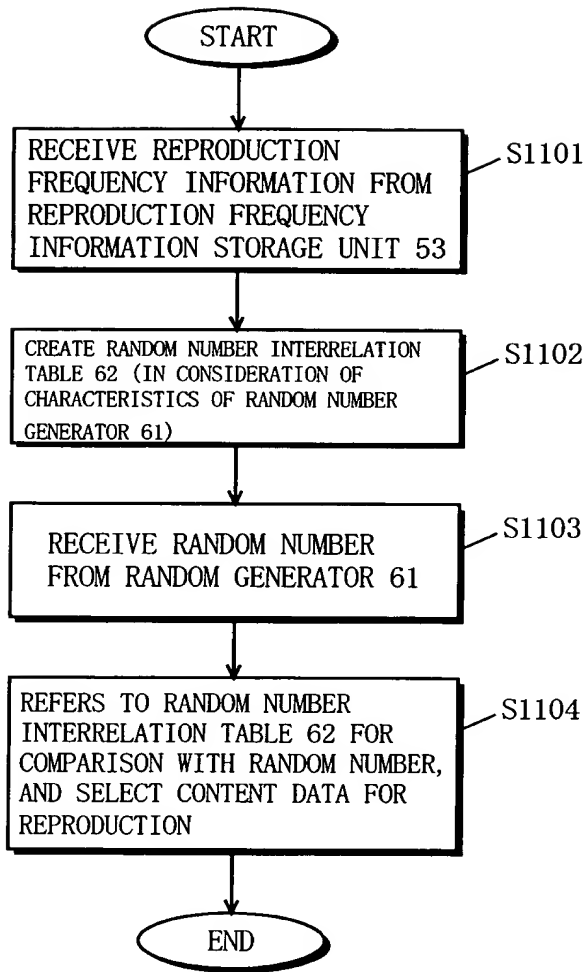 START
RECEIVE REPRODUCTION
FREQUENCY INFORMATION FROM
REPRODUCTION FREQUENCY
INFORMATION STORAGE UNIT 53
S1101
CREATE RANDOM NUMBER INTERRELATION
TABLE 62 (IN CONSIDERATION OF
CHARACTERISTICS OF RANDOM NUMBER
GENERATOR 61)
S1102
RECEIVE RANDOM NUMBER
FROM RANDOM GENERATOR 61
S1103
REFERS TO RANDOM NUMBER
INTERRELATION TABLE 62 FOR
COMPARISON WITH RANDOM NUMBER,
AND SELECT CONTENT DATA FOR
REPRODUCTION
S1104
END